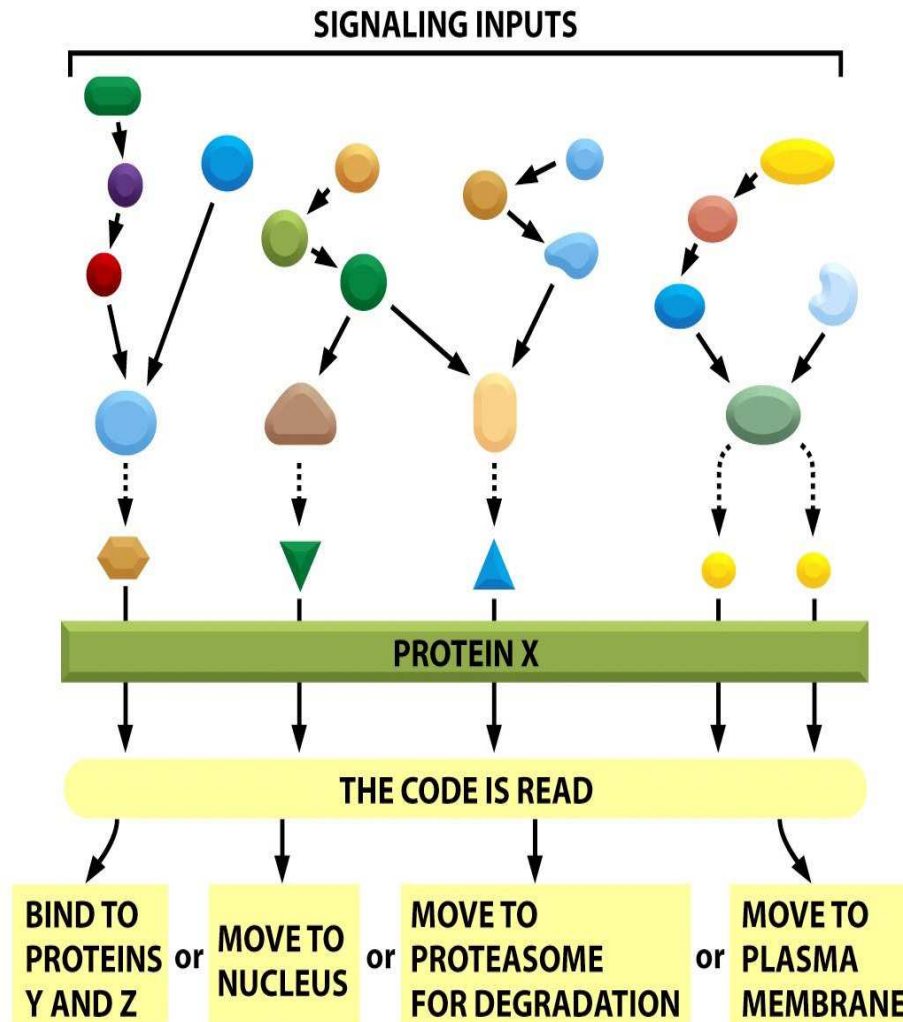 SIGNALING INPUTS
PROTEIN X
THE CODE IS READ
BIND TO
PROTEINS
Y AND Z
or
MOVE TO
NUCLEUS
or
MOVE TO
PROTEASOME
FOR DEGRADATION
or
MOVE TO
PLASMA
MEMBRANE